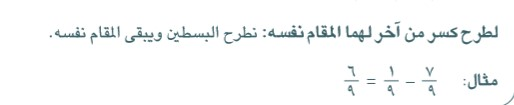 لطرح كسر من آخر لهما المقام نفسه: نطرح البسطين ويبقى المقام نفسه.
مثال: ٧/٩ − ١/٩ = ٦/٩